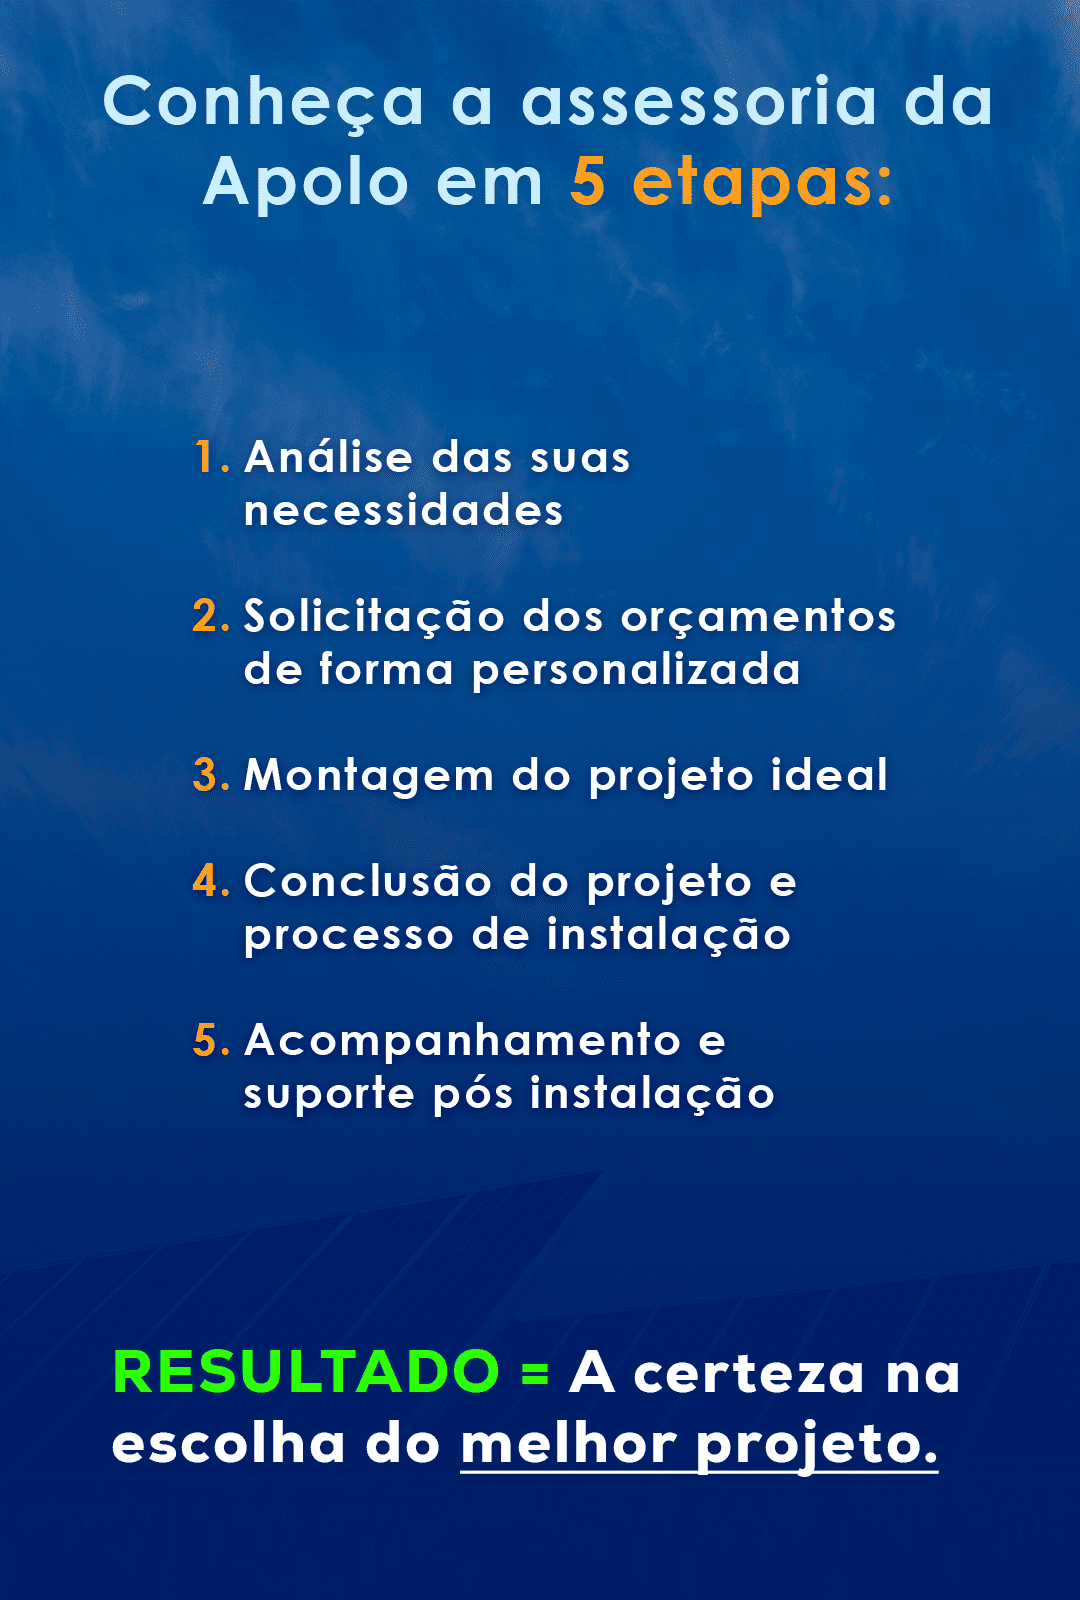 Conheça a assessoria da
Apolo em 5 etapas:
1. Análise das suas
necessidades
2. Solicitação dos orçamentos
de forma personalizada
3. Montagem do projeto ideal
4. Conclusão do projeto e
processo de instalação
5. Acompanhamento e
suporte pós instalação
RESULTADO = A certeza na
escolha do melhor projeto.